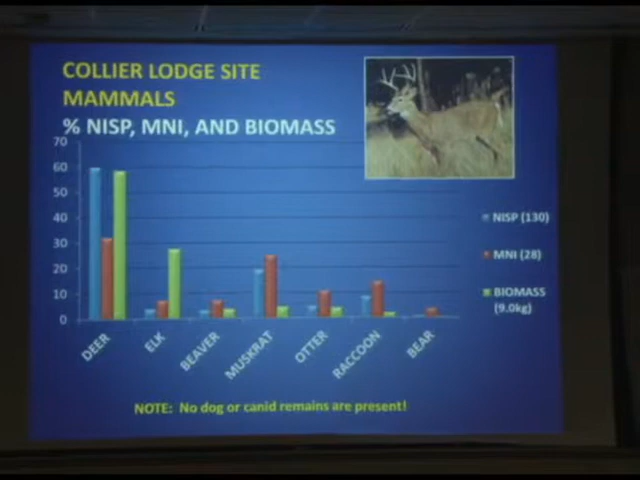 COLLIER LODGE SITE
MAMMALS
% NISP, MNI, AND BIOMASS
70
60
50
40
30
20
10
0
DEER
ELK
BEAVER
MUSKRAT
OTTER
RACCOON
BEAR
NISP (130)
MNI (28)
BIOMASS
(9.0kg)
NOTE: No dog or canid remains are present!